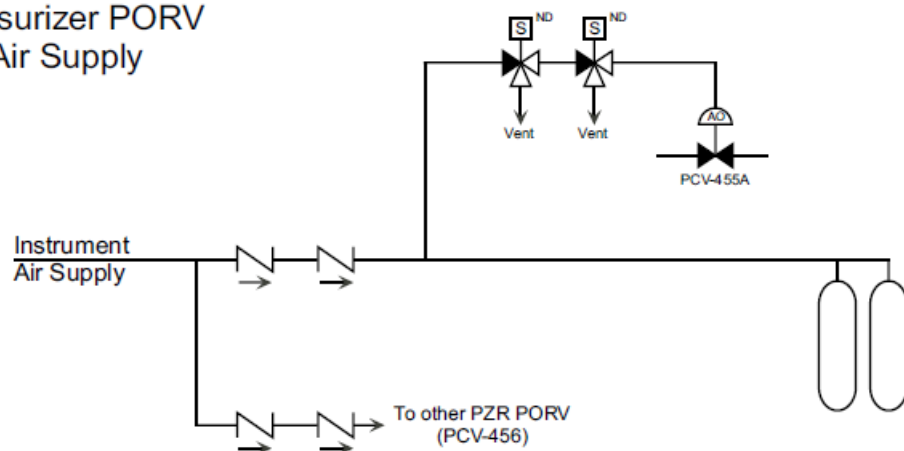 surizer PORV
Air Supply
S ND
S ND
Vent
Vent
AO
PCV-455A
Instrument
Air Supply
To other PZR PORV
(PCV-456)